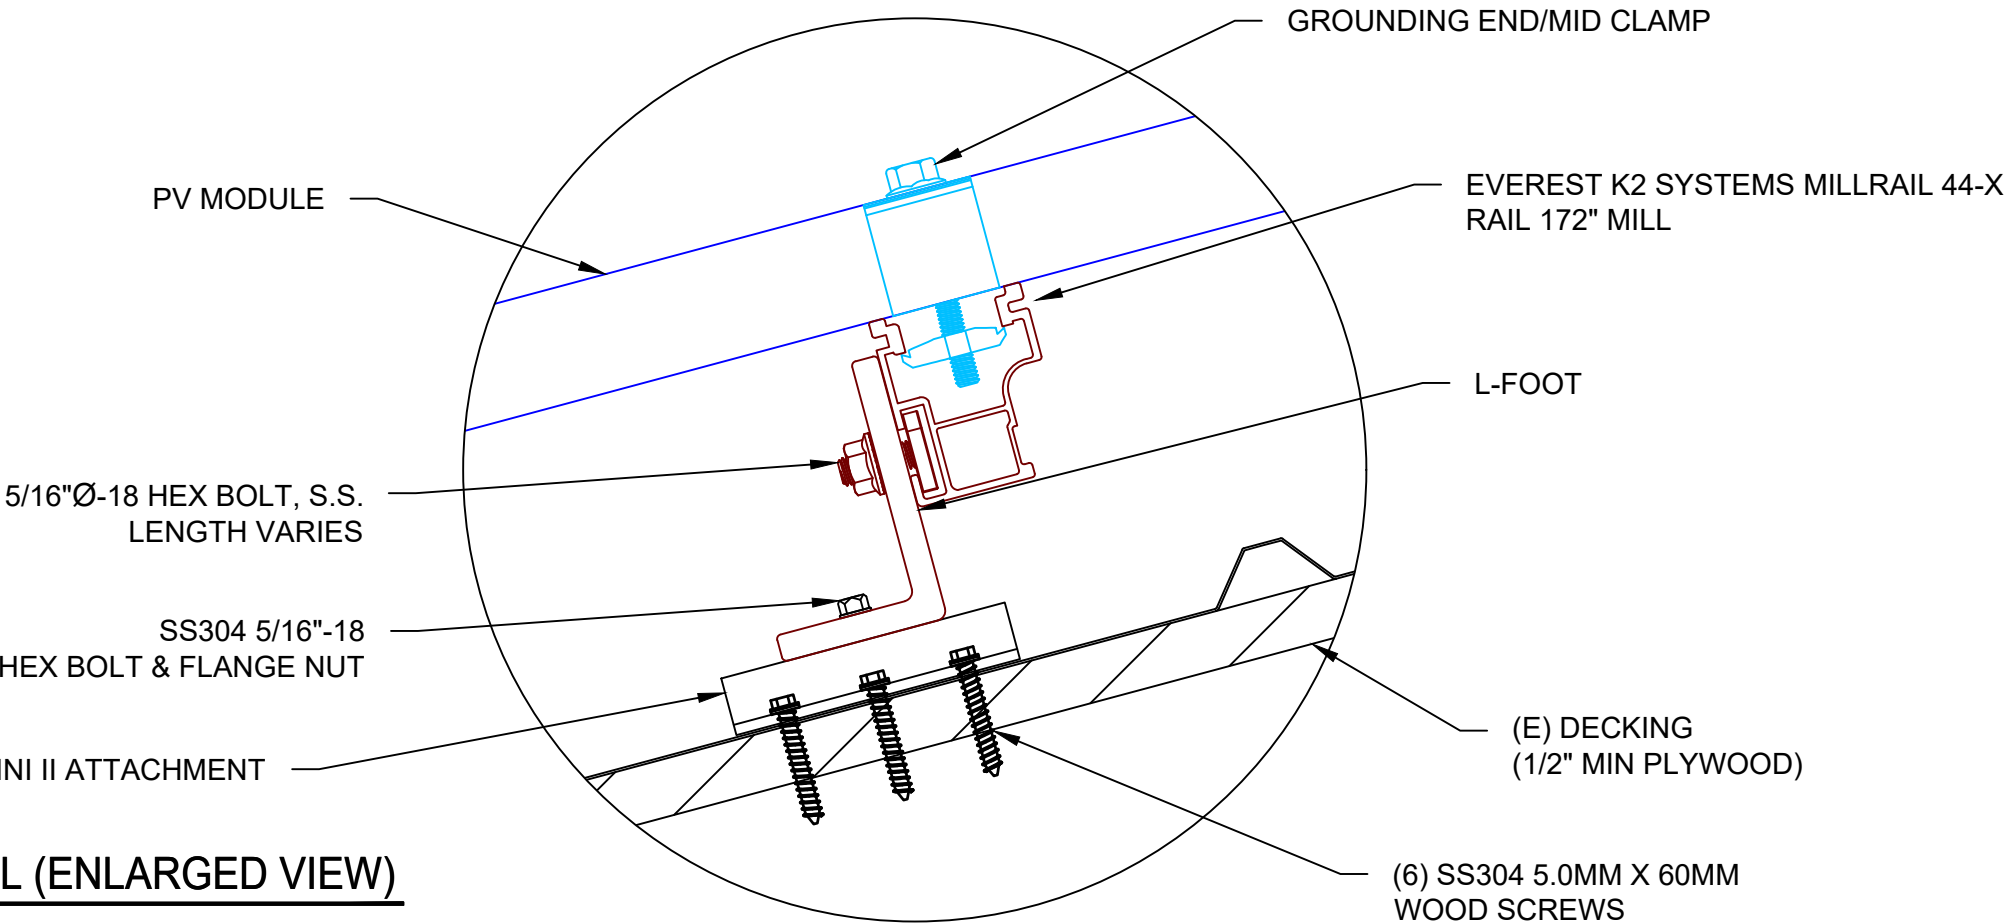 GROUNDING END/MID CLAMP
PV MODULE
EVEREST K2 SYSTEMS MILLRAIL 44-X
RAIL 172" MILL
L-FOOT
5/16"Ø-18 HEX BOLT, S.S.
LENGTH VARIES
SS304 5/16"-18
HEX BOLT & FLANGE NUT
II ATTACHMENT
(E) DECKING
(1/2" MIN PLYWOOD)
(ENLARGED VIEW)
(6) SS304 5.0MM X 60MM
WOOD SCREWS